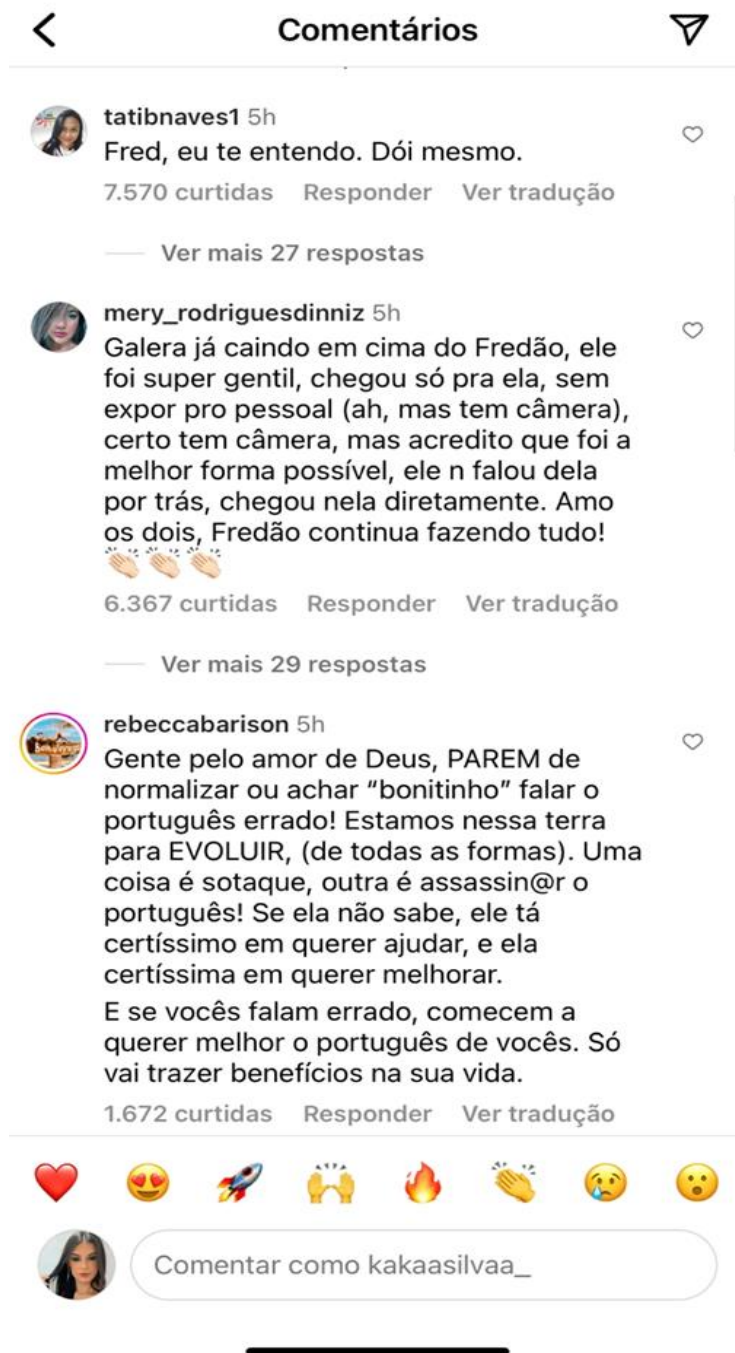 Comentários
tatibnaves1 5h
Fred, eu te entendo. Dói mesmo.
7.570 curtidas Responder Ver tradução
Ver mais 27 respostas
mery_rodriguesdinniz 5h
Galera já caindo em cima do Fredão, ele
foi super gentil, chegou só pra ela, sem
expor pro pessoal (ah, mas tem câmera),
certo tem câmera, mas acredito que foi a
melhor forma possível, ele n falou dela
por trás, chegou nela diretamente. Amo
os dois, Fredão continua fazendo tudo!
👏🏻👏🏻👏🏻
6.367 curtidas Responder Ver tradução
Ver mais 29 respostas
rebeccabarison 5h
Gente pelo amor de Deus, PAREM de
normalizar ou achar “bonitinho” falar o
português errado! Estamos nessa terra
para EVOLUIR, (de todas as formas). Uma
coisa é sotaque, outra é assassin@r o
português! Se ela não sabe, ele tá
certíssimo em querer ajudar, e ela
certíssima em querer melhorar.
E se vocês falam errado, comecem a
querer melhor o português de vocês. Só
vai trazer benefícios na sua vida.
1.672 curtidas Responder Ver tradução
❤️😍🚀🙌🔥👏😢😮
Comentar como kakaasilvaa_